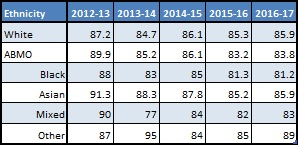 Ethnicity 2012-13 2013-14 2014-15 2015-16 2016-17
White 87.2 84.7 86.1 85.3 85.9
ABMO 89.9 85.2 86.1 83.2 83.8
Black 88 83 85 81.3 81.2
Asian 91.3 88.3 87.8 85.2 85.9
Mixed 90 77 84 82 83
Other 87 95 84 85 89